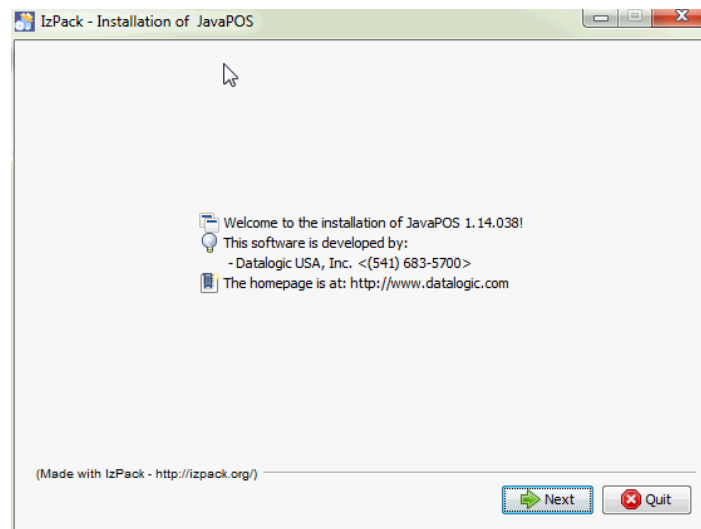 IzPack - Installation of JavaPOS
Welcome to the installation of JavaPOS 1.14.038!
This software is developed by:
- Datalogic USA, Inc. <(541) 683-5700>
The homepage is at: http://www.datalogic.com
(Made with IzPack - http://izpack.org/)
Next
Quit